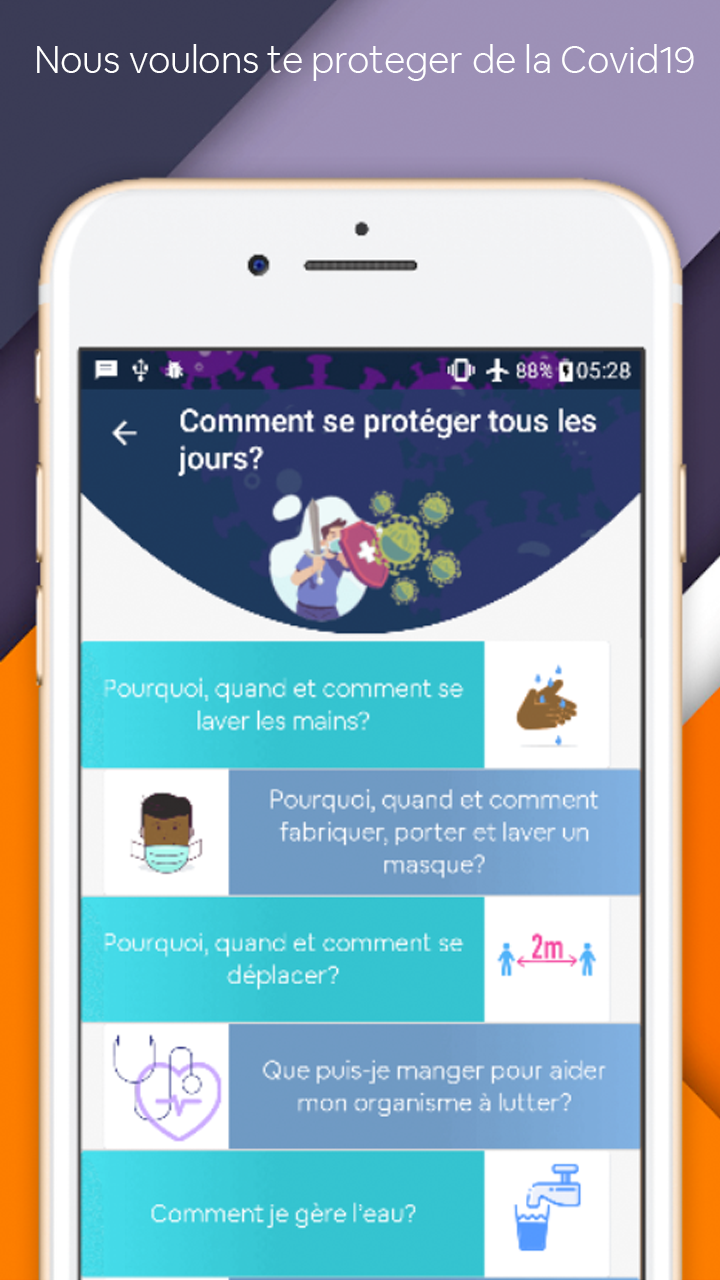 Nous voulons te proteger de la Covid19
88% 05:28
Comment se protéger tous les
jours?
Pourquoi, quand et comment se
laver les mains?
Pourquoi, quand et comment
fabriquer, porter et laver un
masque?
Pourquoi, quand et comment se
déplacer?
2m
Que puis-je manger pour aider
mon organisme à lutter?
Comment je gère l'eau?